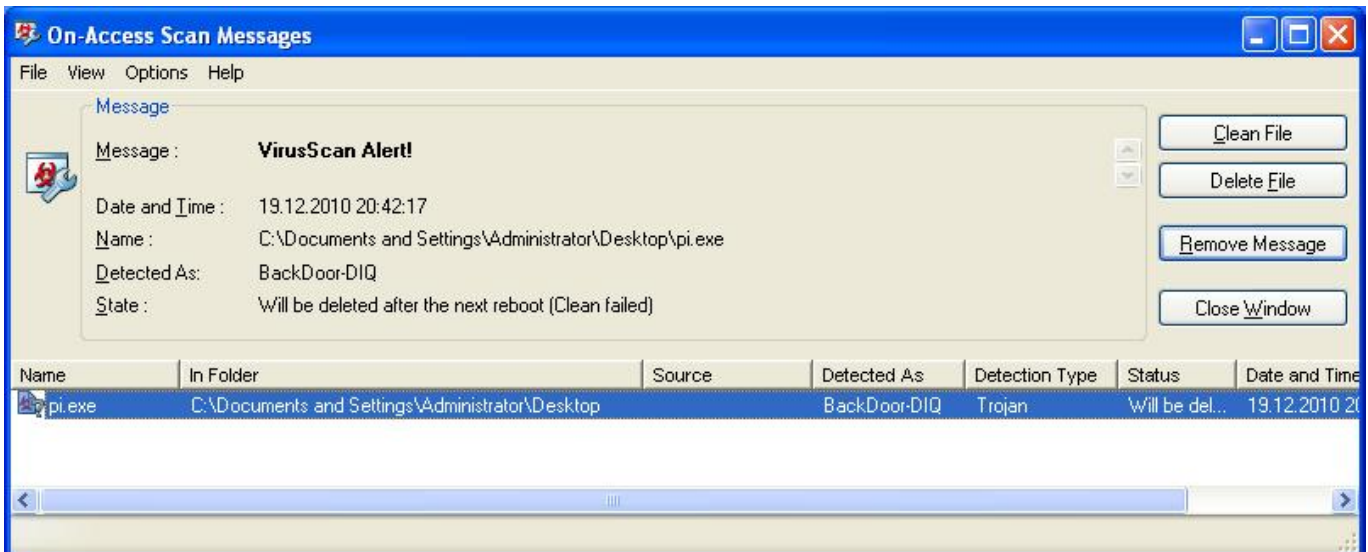 On-Access Scan Messages
File View Options Help
Message
Message : VirusScan Alert!
Date and Time : 19.12.2010 20:42:17
Name : C:\Documents and Settings\Administrator\Desktop\pi.exe
Detected As: BackDoor-DIQ
State : Will be deleted after the next reboot (Clean failed)
Clean File
Delete File
Remove Message
Close Window
Name In Folder Source Detected As Detection Type Status Date and Time
pi.exe C:\Documents and Settings\Administrator\Desktop BackDoor-DIQ Trojan Will be del... 19.12.2010 20